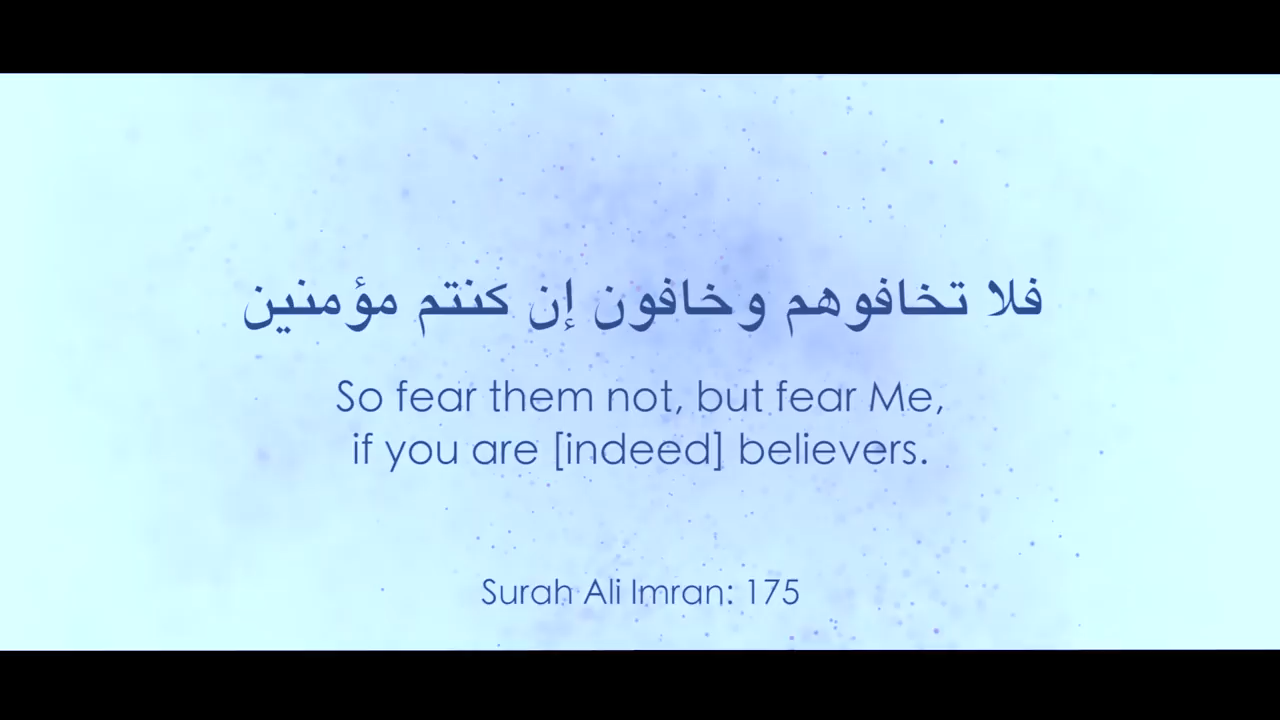 فلا تخافوهم وخافون إن كنتم مؤمنين
So fear them not, but fear Me,
if you are [indeed] believers.
Surah Ali Imran: 175